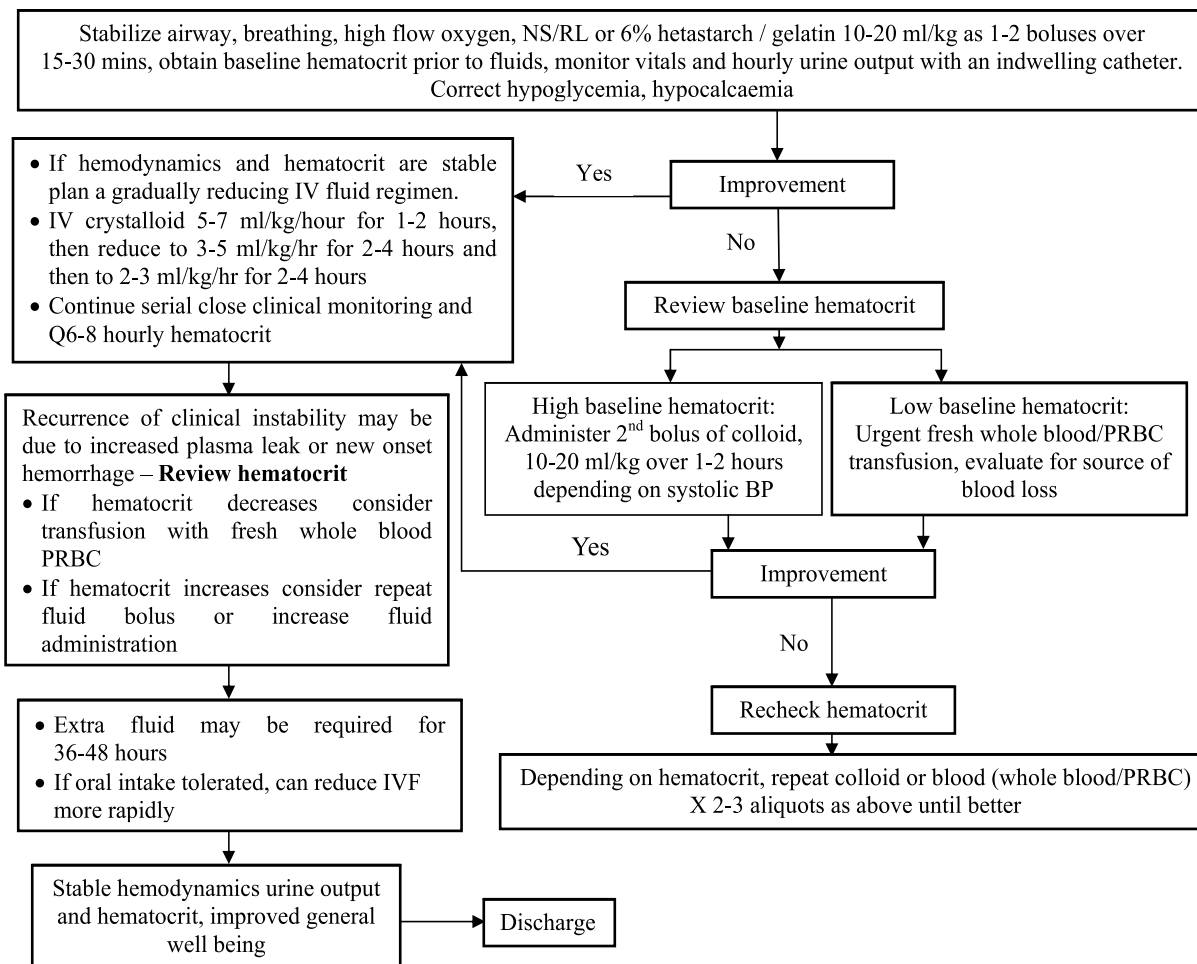 Stabilize airway, breathing, high flow oxygen, NS/RL or 6% hetastarch / gelatin 10-20 ml/kg as 1-2 boluses over
15-30 mins, obtain baseline hematocrit prior to fluids, monitor vitals and hourly urine output with an indwelling catheter.
Correct hypoglycemia, hypocalcaemia
Improvement
Yes
• If hemodynamics and hematocrit are stable
plan a gradually reducing IV fluid regimen.
• IV crystalloid 5-7 ml/kg/hour for 1-2 hours,
then reduce to 3-5 ml/kg/hr for 2-4 hours and
then to 2-3 ml/kg/hr for 2-4 hours
• Continue serial close clinical monitoring and
Q6-8 hourly hematocrit
No
Review baseline hematocrit
High baseline hematocrit:
Administer 2nd bolus of colloid,
10-20 ml/kg over 1-2 hours
depending on systolic BP
Low baseline hematocrit:
Urgent fresh whole blood/PRBC
transfusion, evaluate for source of
blood loss
Recurrence of clinical instability may be
due to increased plasma leak or new onset
hemorrhage – Review hematocrit
• If hematocrit decreases consider
transfusion with fresh whole blood
PRBC
• If hematocrit increases consider repeat
fluid bolus or increase fluid
administration
Yes
Improvement
No
Recheck hematocrit
Depending on hematocrit, repeat colloid or blood (whole blood/PRBC)
X 2-3 aliquots as above until better
• Extra fluid may be required for
36-48 hours
• If oral intake tolerated, can reduce IVF
more rapidly
Stable hemodynamics urine output
and hematocrit, improved general
well being
Discharge